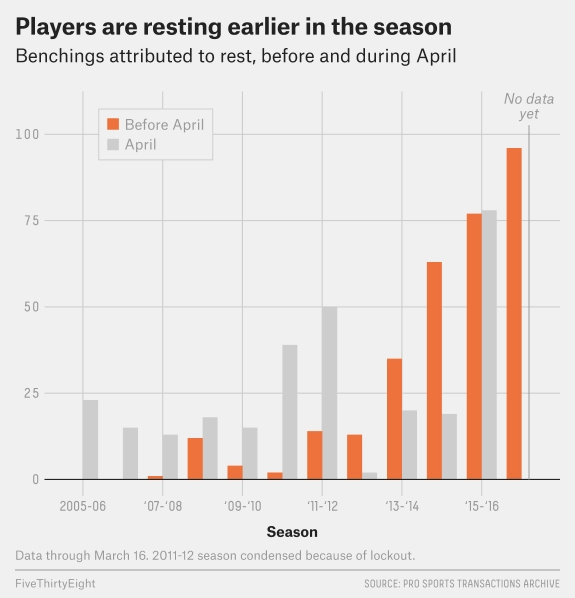 Players are resting earlier in the season
Benchings attributed to rest, before and during April
No data
yet
100
Before April
April
75
50
25
0
2005-06
‘07-‘08
‘09-‘10
‘11-‘12
‘13-‘14
‘15-‘16
Season
Data through March 16. 2011-12 season condensed because of lockout.
FiveThirtyEight
SOURCE: PRO SPORTS TRANSACTIONS ARCHIVE